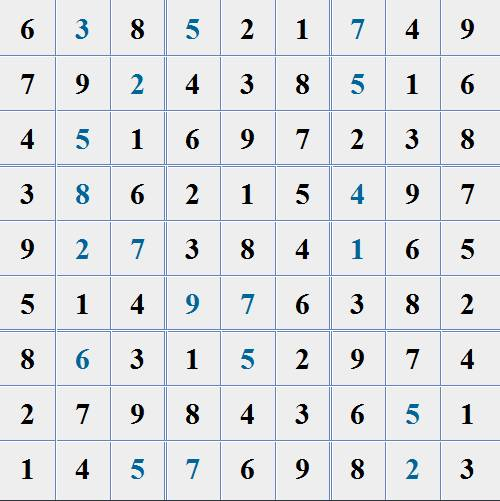 6 3 8 5 2 1 7 4 9
7 9 2 4 3 8 5 1 6
4 5 1 6 9 7 2 3 8
3 8 6 2 1 5 4 9 7
9 2 7 3 8 4 1 6 5
5 1 4 9 7 6 3 8 2
8 6 3 1 5 2 9 7 4
2 7 9 8 4 3 6 5 1
1 4 5 7 6 9 8 2 3